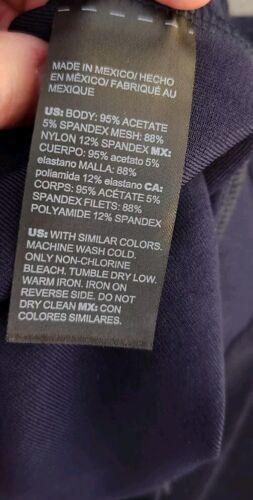 MADE IN MEXICO/ HECHO
EN MÉXICO/ FABRIQUÉ AU
MEXIQUE
US: BODY: 95% ACETATE
5% SPANDEX MESH: 88%
NYLON 12% SPANDEX MX:
CUERPO: 95% acetato 5%
elastano MALLA: 88%
poliamida 12% elastano CA:
CORPS: 95% ACETATE 5%
SPANDEX FILETS: 88%
POLYAMIDE 12% SPANDEX
US: WITH SIMILAR COLORS.
MACHINE WASH COLD.
ONLY NON-CHLORINE
BLEACH. TUMBLE DRY LOW.
WARM IRON. IRON ON
REVERSE SIDE. DO NOT
DRY CLEAN MX: CON
COLORES SIMILARES.